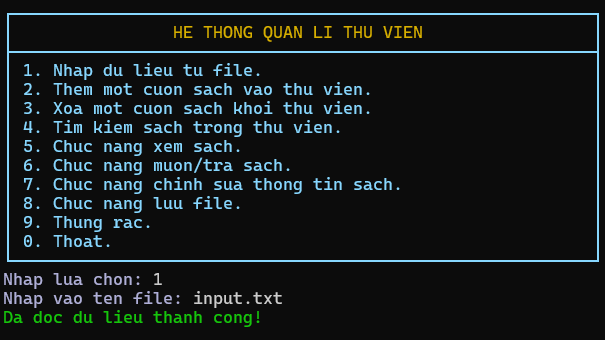 HE THONG QUAN LI THU VIEN
1. Nhap du lieu tu file.
2. Them mot cuon sach vao thu vien.
3. Xoa mot cuon sach khoi thu vien.
4. Tim kiem sach trong thu vien.
5. Chuc nang xem sach.
6. Chuc nang muon/tra sach.
7. Chuc nang chinh sua thong tin sach.
8. Chuc nang luu file.
9. Thung rac.
0. Thoat.
Nhap lua chon: 1
Nhap vao ten file: input.txt
Da doc du lieu thanh cong!